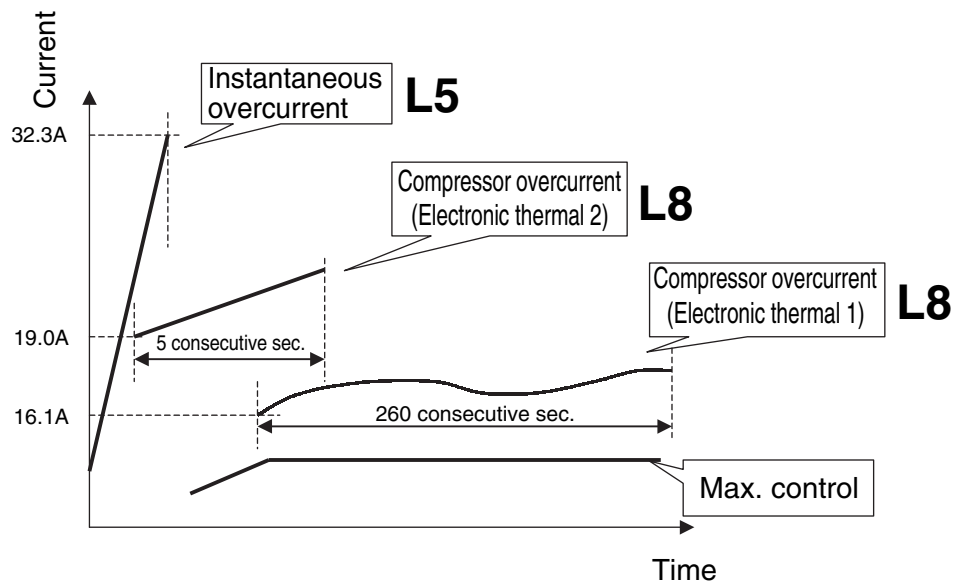 Current
Instantaneous
overcurrent
L5
32.3A
Compressor overcurrent
(Electronic thermal 2)
L8
Compressor overcurrent
(Electronic thermal 1)
L8
19.0A
5 consecutive sec.
16.1A
260 consecutive sec.
Max. control
Time